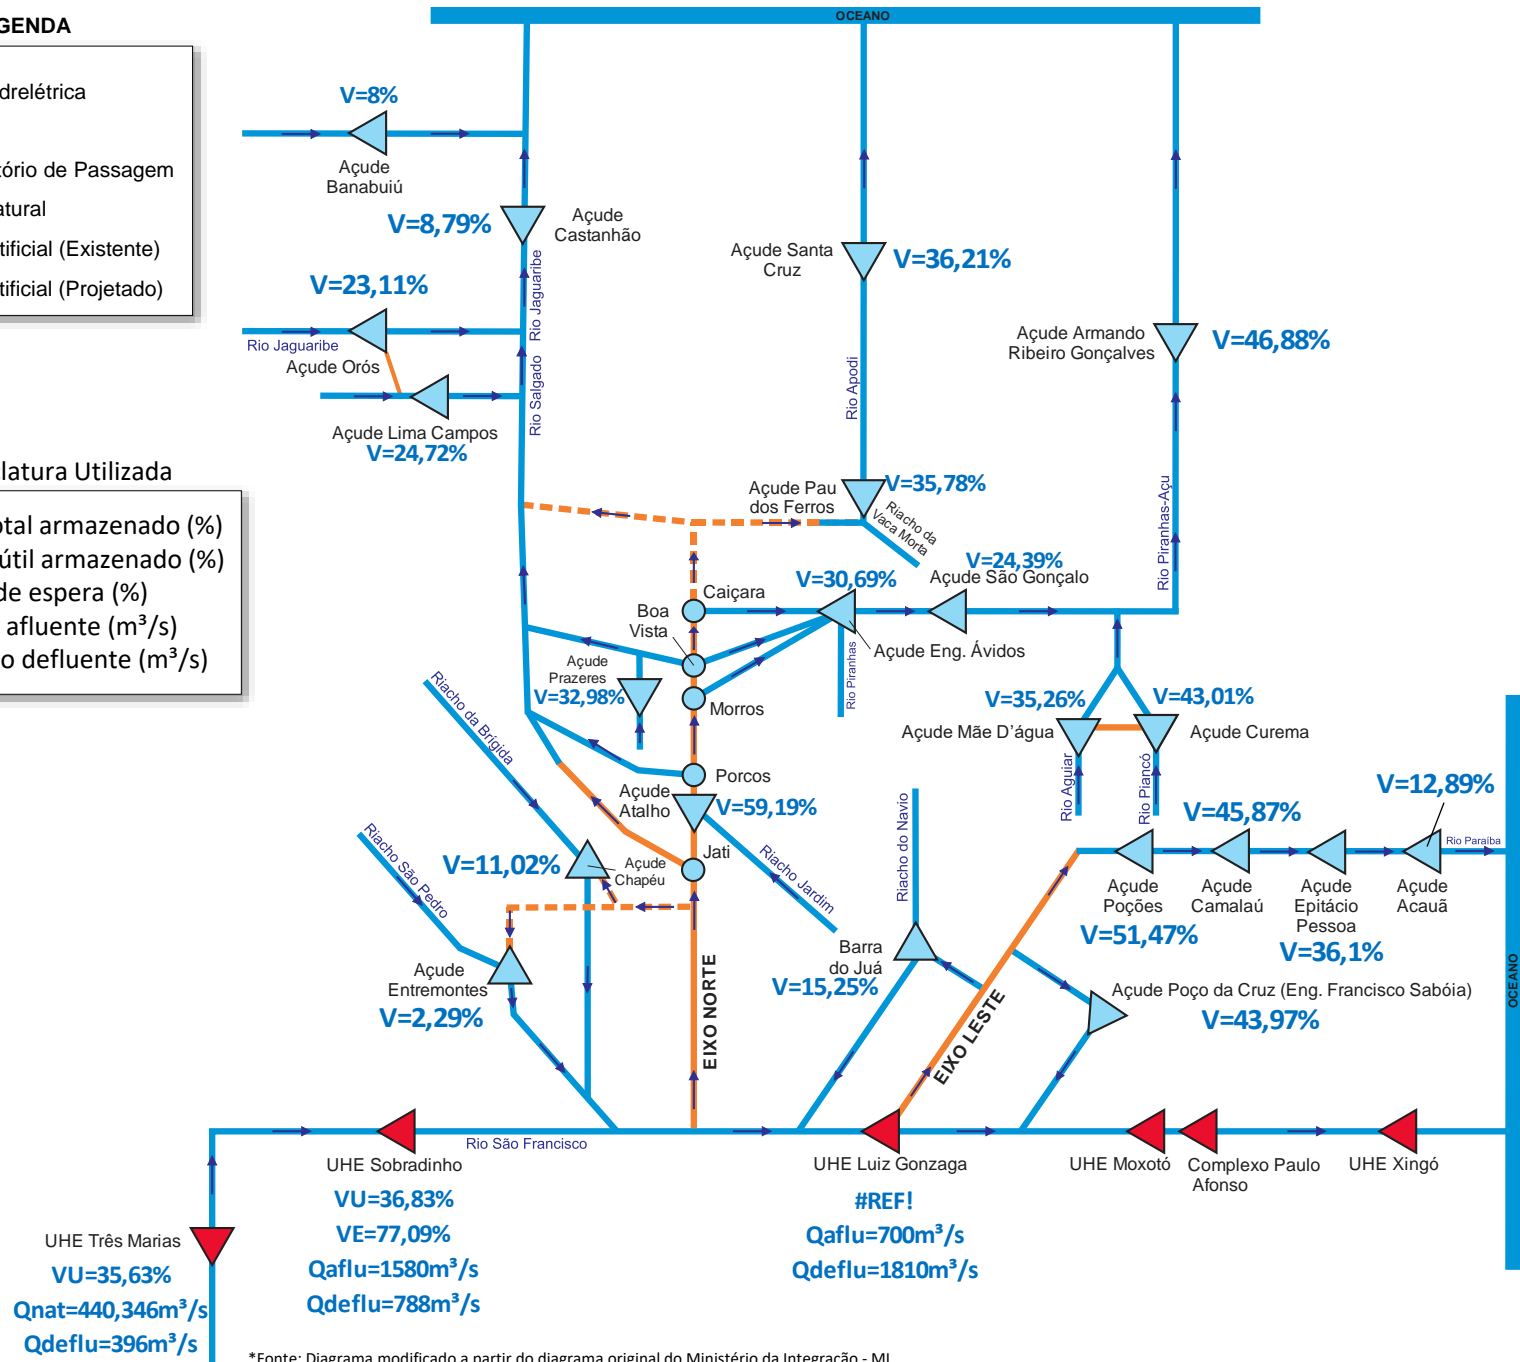 GENDA
OCEANO
drelétrica
V=8%
Açude
Banabuiú
tório de Passagem
atural
tificial (Existente)
tificial (Projetado)
V=8,79%
Açude
Castanhão
Açude Santa
Cruz
V=36,21%
V=23,11%
Rio Jaguaribe
Rio Jaguaribe
Açude Orós
Açude Armando
Ribeiro Gonçalves
V=46,88%
Rio Apodi
Rio Salgado
Açude Lima Campos
V=24,72%
clatura Utilizada
otal armazenado (%)
útil armazenado (%)
de espera (%)
afluente (m³/s)
o defluente (m³/s)
Açude Pau
dos Ferros
V=35,78%
Riacho da
Vaca Morta
Rio Piranhas-Açu
V=24,39%
Açude São Gonçalo
V=30,69%
Caiçara
Boa
Vista
Açude Eng. Ávidos
Rio Piranhas
Açude
Prazeres
V=32,98%
Morros
Riacho da Brígida
V=35,26%
V=43,01%
Açude Mãe D'água
Açude Curema
Porcos
Rio Aguiar
Rio Piancó
V=12,89%
Açude
Atalho
V=59,19%
Rio Paraíba
V=45,87%
Riacho do Navio
Jati
Riacho Jardim
V=11,02%
Açude
Chapéu
Riacho São Pedro
Açude
Poções
V=51,47%
Açude
Camalaú
Açude
Epitácio
Pessoa
V=36,1%
Açude
Acauã
Barra
do Juá
V=15,25%
Açude
Entremontes
V=2,29%
EIXO NORTE
EIXO LESTE
Açude Poço da Cruz (Eng. Francisco Sabóia)
V=43,97%
OCEANO
Rio São Francisco
UHE Sobradinho
VU=36,83%
VE=77,09%
Qaflu=1580m³/s
Qdeflu=788m³/s
UHE Luiz Gonzaga
#REF!
Qaflu=700m³/s
Qdeflu=1810m³/s
UHE Moxotó
Complexo Paulo
Afonso
UHE Xingó
UHE Três Marias
VU=35,63%
Qnat=440,346m³/s
Qdeflu=396m³/s
*Fonte: Diagrama modificado a partir do diagrama original do Ministério da Integração - MI